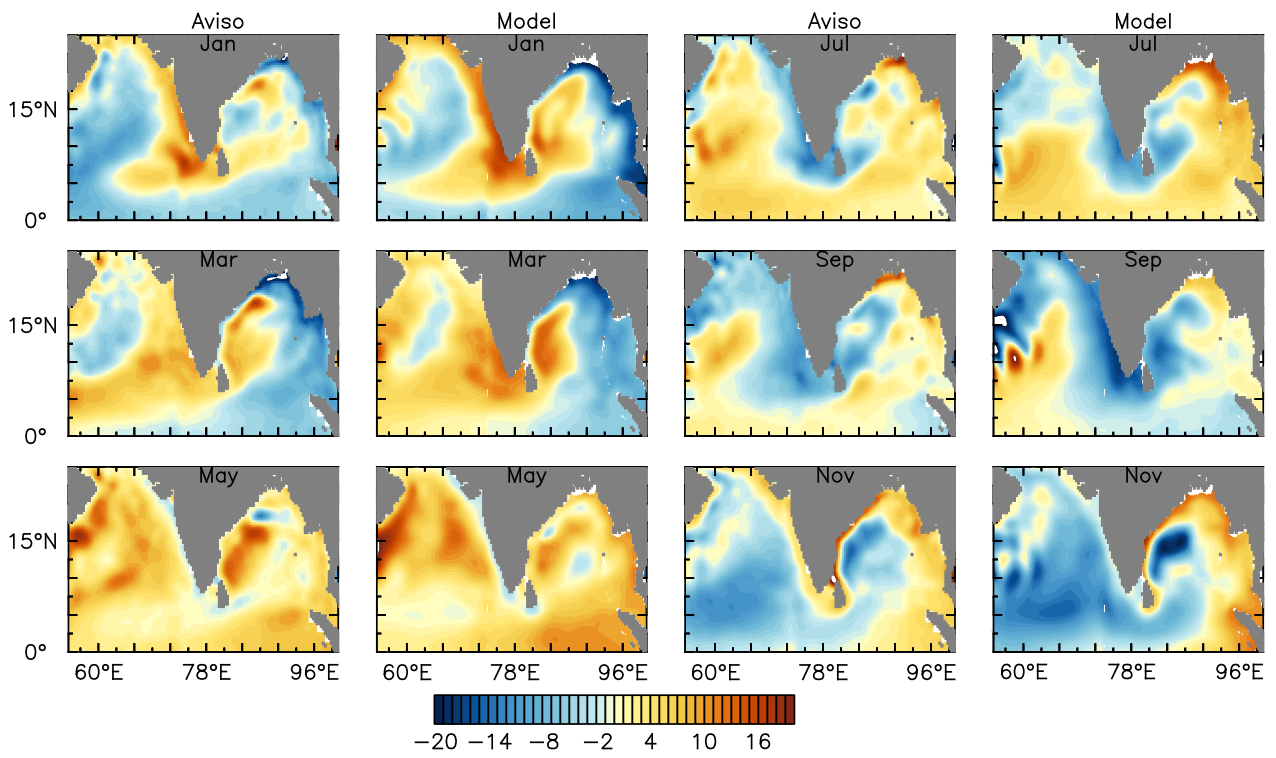 Aviso Model Aviso Model
Jan Jan Jul Jul
15°N
0°
Mar Mar Sep Sep
15°N
0°
May May Nov Nov
15°N
0°
60°E 78°E 96°E 60°E 78°E 96°E 60°E 78°E 96°E 60°E 78°E 96°E
−20 −14 −8 −2 4 10 16